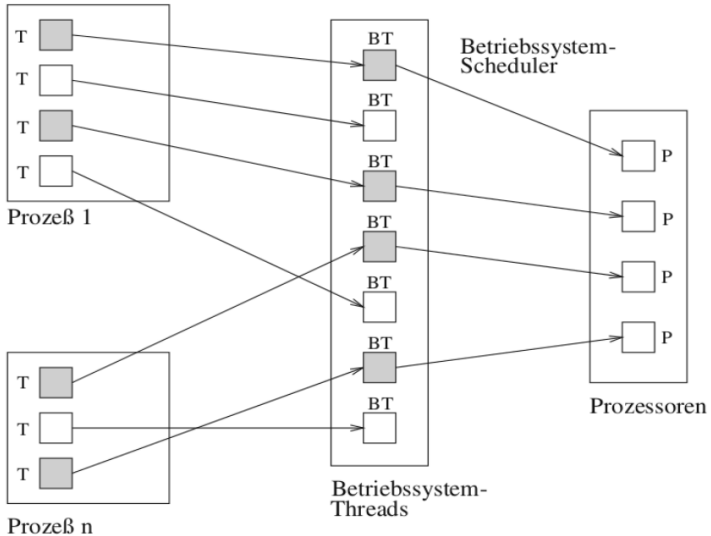 T
T
T
T
Prozeß 1
T
T
T
Prozeß n
BT
BT
BT
BT
BT
BT
BT
Betriebssystem-
Threads
Betriebssystem-
Scheduler
P
P
P
P
Prozessoren